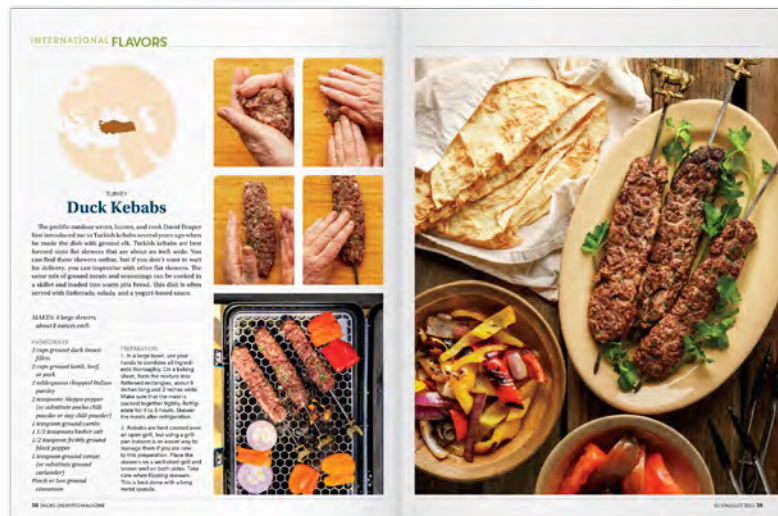 INTERNATIONAL FLAVORS
TURKEY
Duck Kebabs
The prolific outdoor writer, hunter, and cook David Draper
first introduced me to Turkish kebabs several years ago when
he made the dish with ground elk. Turkish kebabs are best
formed onto flat skewers that are about an inch wide. You
can find these skewers online, but if you don't want to wait
for delivery, you can improvise with other flat skewers. The
same mix of ground meats and seasonings can be cooked in
a skillet and loaded into warm pita bread. This dish is often
served with flatbreads, salads, and a yogurt-based sauce.
MAKES: 4 large skewers,
about 8 ounces each
INGREDIENTS
2 cups ground duck breast
fillets
2 cups ground lamb, beef,
or pork
2 tablespoons chopped Italian
parsley
2 teaspoons Aleppo pepper
(or substitute ancho chili
powder or any chili powder)
1 teaspoon ground cumin
1 1/2 teaspoons kosher salt
1/2 teaspoon freshly ground
black pepper
1 teaspoon ground sumac
(or substitute ground
coriander)
Pinch or two ground
cinnamon
PREPARATION
1. In a large bowl, use your
hands to combine all ingredi-
ents thoroughly. On a baking
sheet, form the mixture into
flattened rectangles, about 8
inches long and 2 inches wide.
Make sure that the meat is
packed together tightly. Refrig-
erate for 4 to 6 hours. Skewer
the meats after refrigeration.
2. Kebabs are best cooked over
an open grill, but using a grill
pan indoors is an easier way to
manage them if you are new
to this preparation. Place the
skewers on a well-oiled grill and
brown well on both sides. Take
care when flipping skewers.
This is best done with a long
metal spatula.
38 DUCKS UNLIMITED MAGAZINE
JULY/AUGUST 2022 39